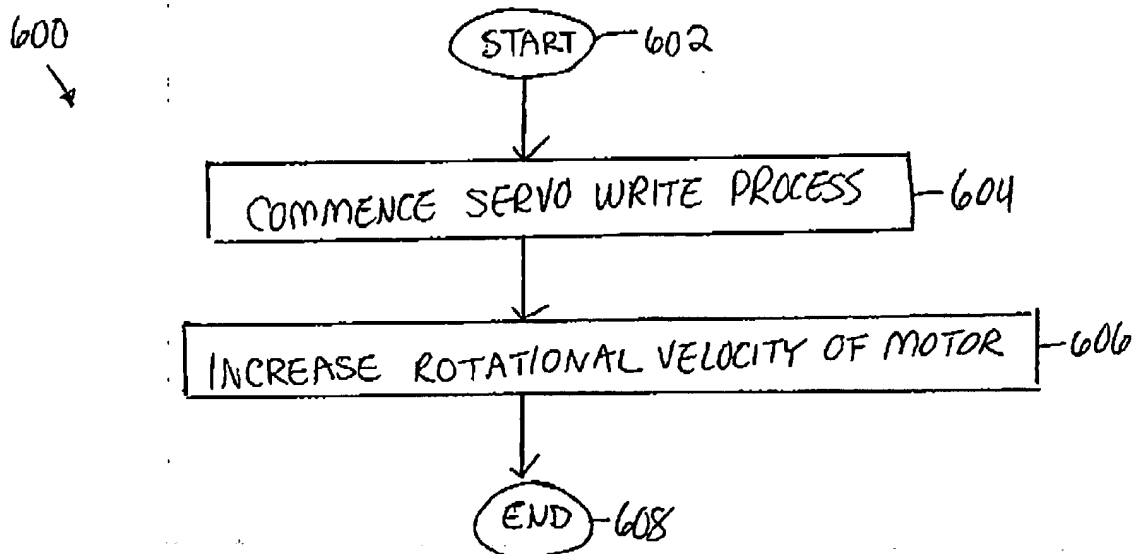 600
START 602
COMMENCE SERVO WRITE PROCESS 604
INCREASE ROTATIONAL VELOCITY OF MOTOR 606
END 608